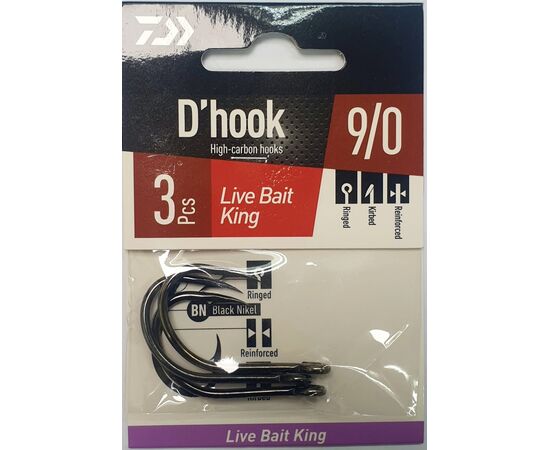 D'hook
High-carbon hooks
9/0
3 Pcs
Live Bait
King
Ringed
Kirbed
Reinforced
Ringed
BN Black Nikel
Reinforced
Live Bait King